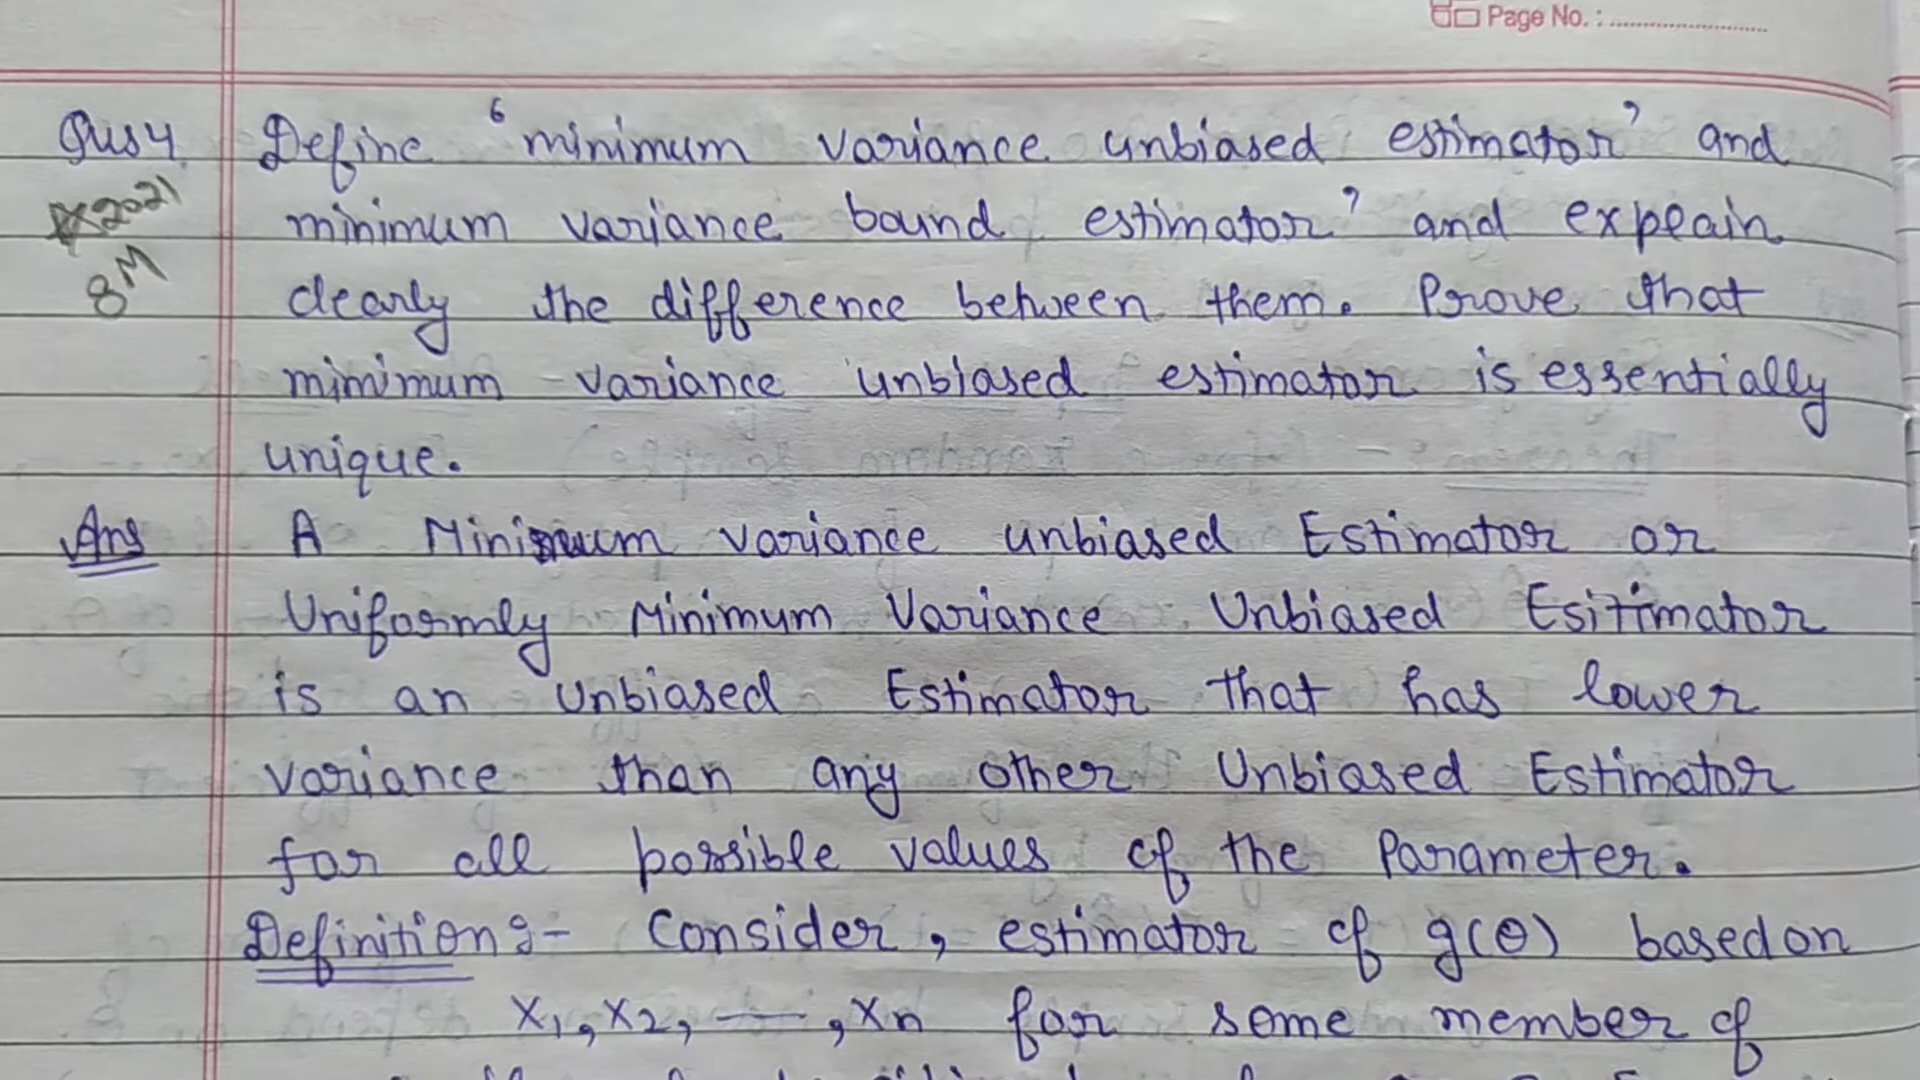 Page No. :
Qus4 Define 'minimum variance unbiased estimator' and
2021 minimum variance bound estimator' and expeain
8M clearly the difference between them. Prove that
minimum variance unbiased estimator is essentially
unique.
Ans A Minimum variance unbiased Estimator or
Uniformly Minimum Variance Unbiased Esitimator
is an unbiased Estimator that has lower
variance than any other Unbiased Estimator
for all possible values of the Parameter.
Definition :- Consider, estimator of g(θ) based on
X1, X2, —, Xn for some member of